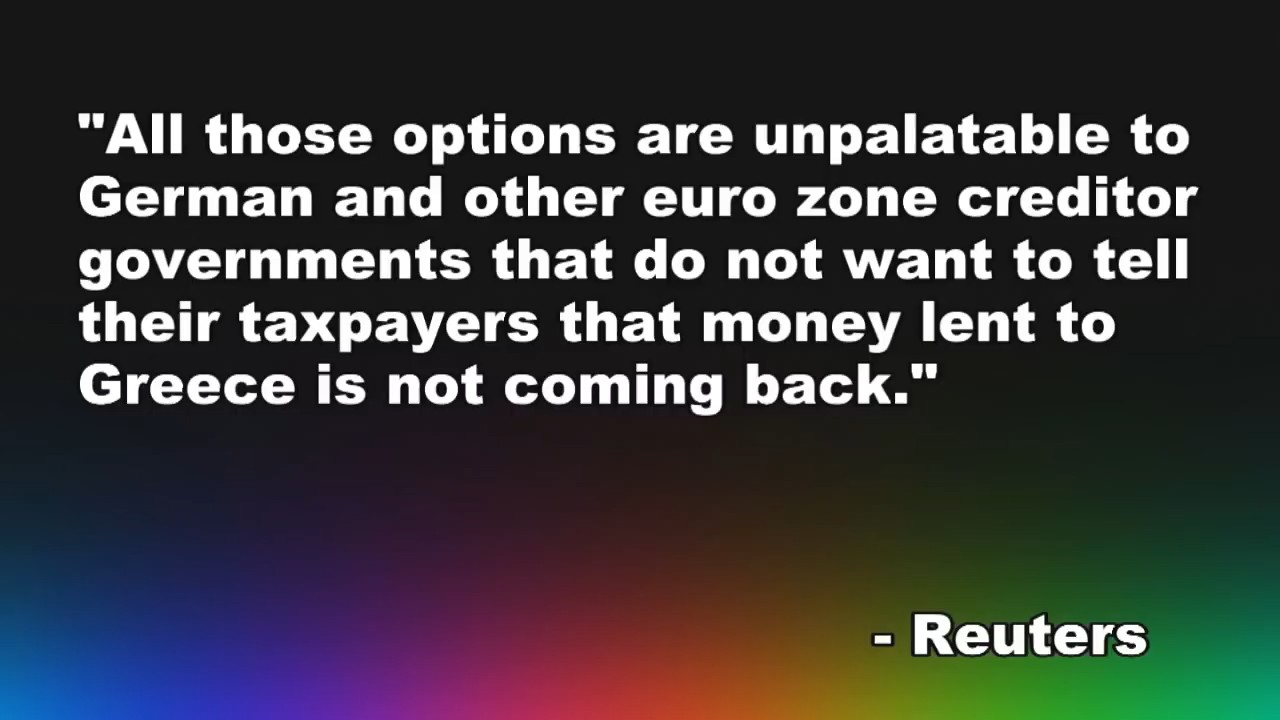 "All those options are unpalatable to
German and other euro zone creditor
governments that do not want to tell
their taxpayers that money lent to
Greece is not coming back."
- Reuters